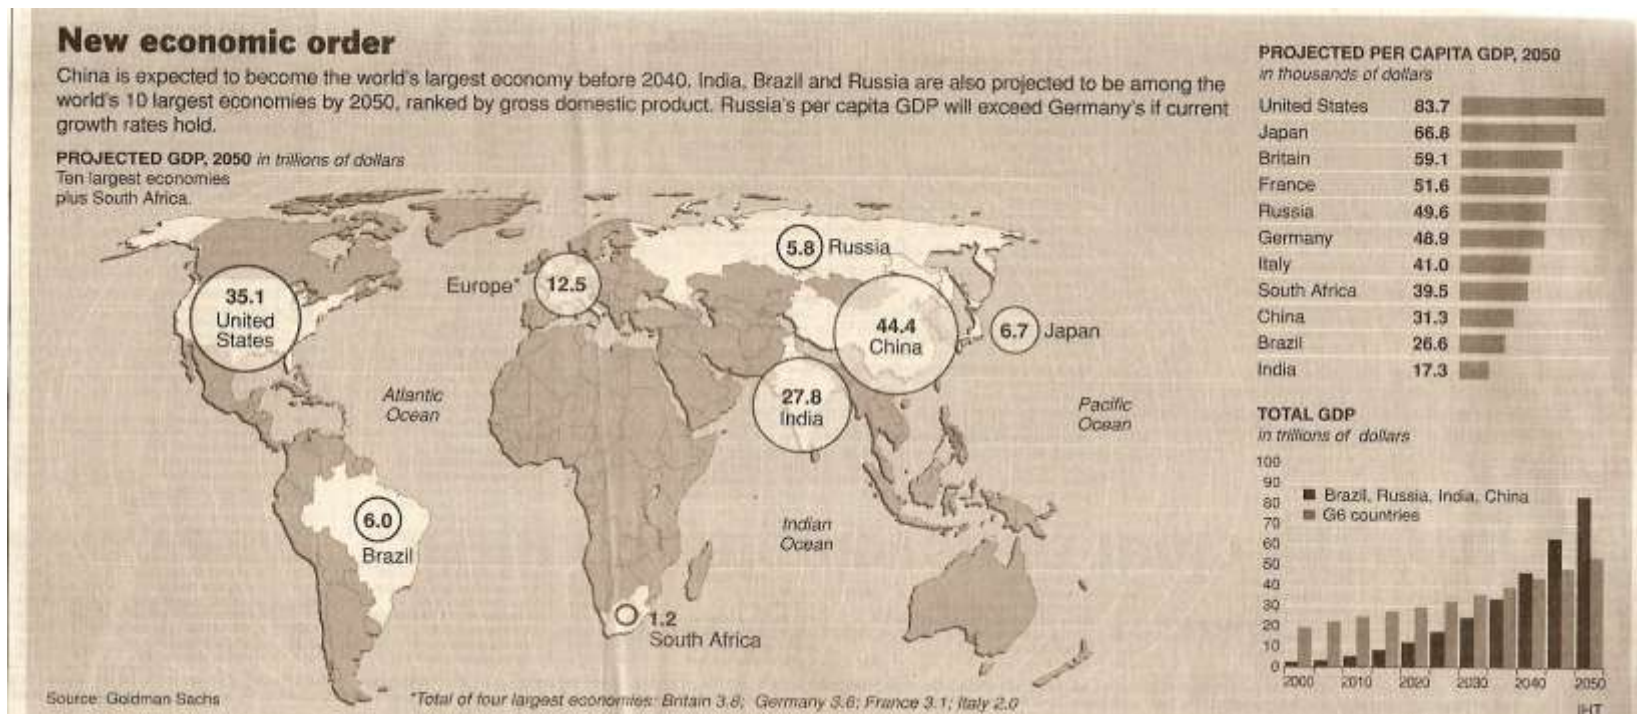 New economic order
China is expected to become the world's largest economy before 2040. India, Brazil and Russia are also projected to be among the
world's 10 largest economies by 2050, ranked by gross domestic product. Russia's per capita GDP will exceed Germany's if current
growth rates hold.
PROJECTED GDP, 2050 in trillions of dollars
Ten largest economies
plus South Africa.
35.1
United
States
Europe*
12.5
5.8 Russia
44.4
China
6.7 Japan
27.8
India
Atlantic
Ocean
Pacific
Ocean
6.0
Brazil
Indian
Ocean
1.2
South Africa
Source: Goldman Sachs
*Total of four largest economies: Britain 3.8; Germany 3.6; France 3.1; Italy 2.0
PROJECTED PER CAPITA GDP, 2050
in thousands of dollars
United States 83.7
Japan 66.8
Britain 59.1
France 51.6
Russia 49.6
Germany 48.9
Italy 41.0
South Africa 39.5
China 31.3
Brazil 26.6
India 17.3
TOTAL GDP
in trillions of dollars
100
90
80
70
60
50
40
30
20
10
0
Brazil, Russia, India, China
G6 countries
2000 2010 2020 2030 2040 2050
IHT